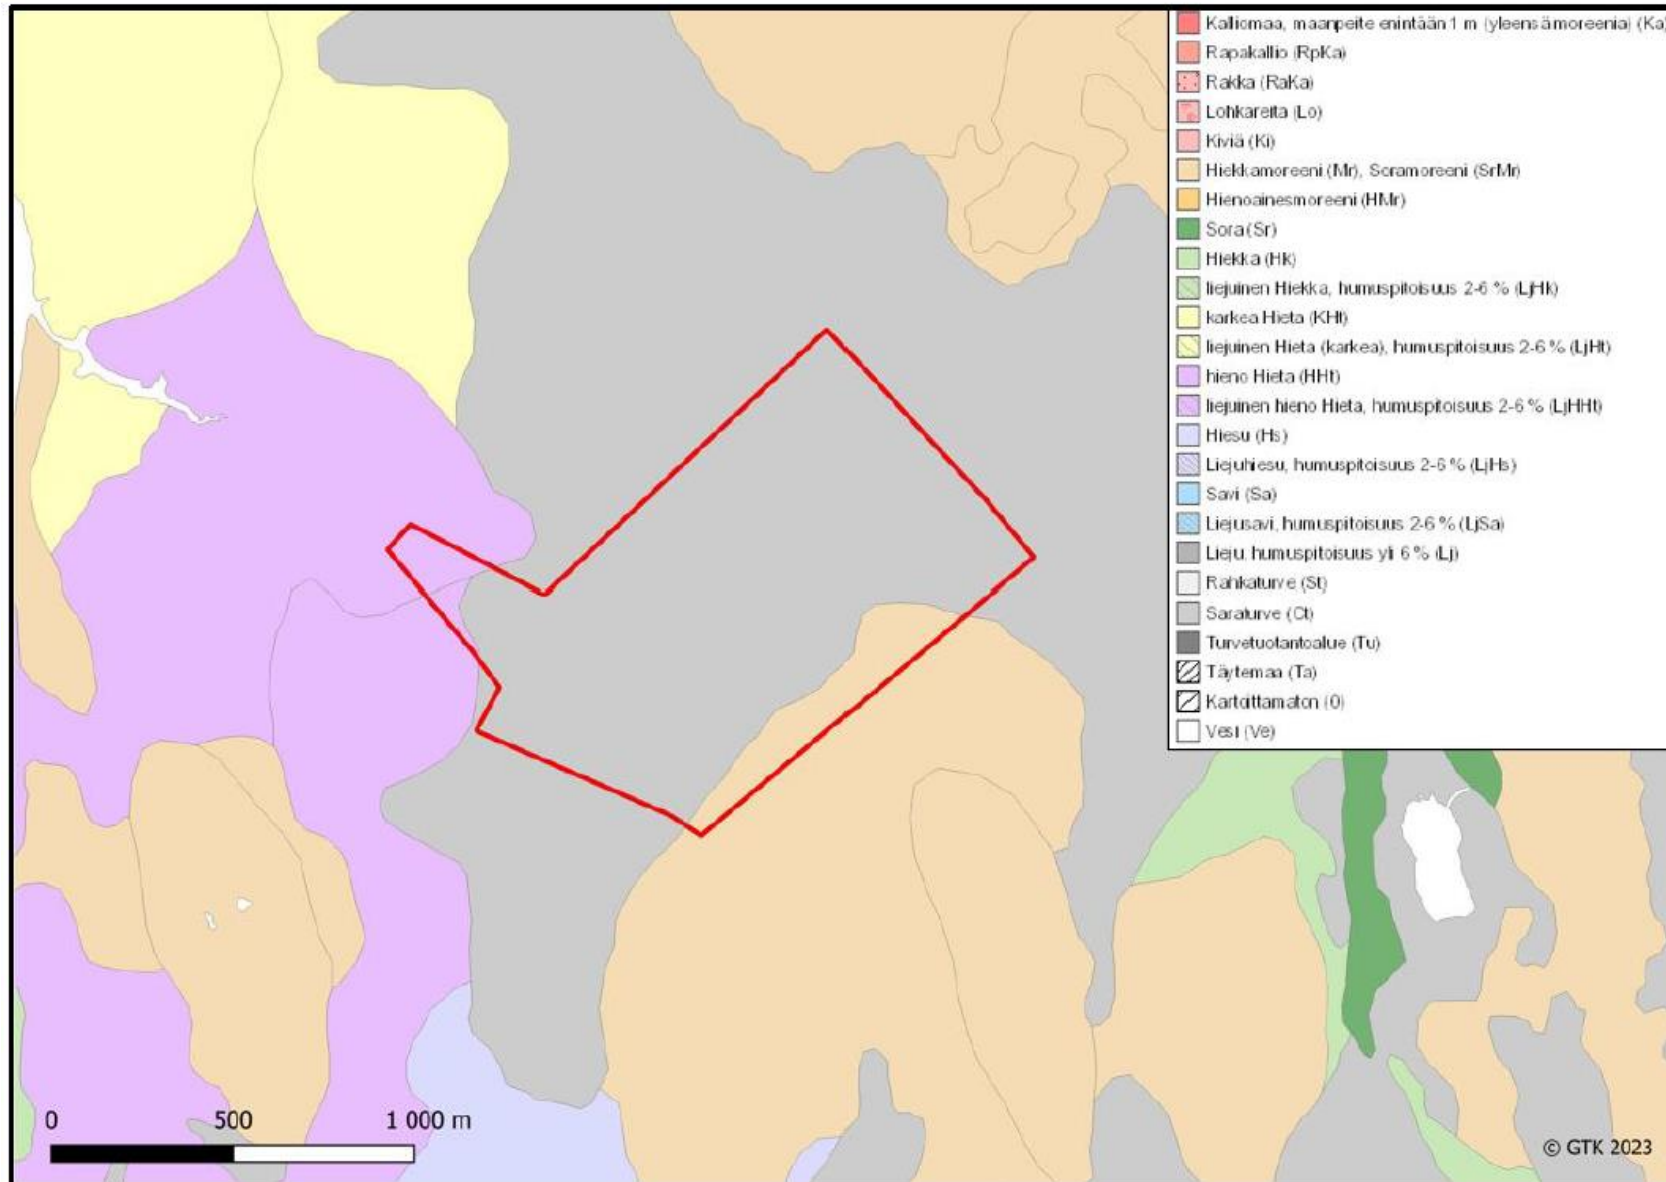 Kalliomaa, maanpeite enintään 1 m (yleensä moreenia) (Ka)
Rapakallio (RpKa)
Rakka (RaKa)
Lohkareita (Lo)
Kiviä (Ki)
Hiekkamoreeni (Mr), Soramoreeni (SrMr)
Hienoainesmoreeni (HMr)
Sora (Sr)
Hiekka (Hk)
liejuinen Hiekka, humuspitoisuus 2-6 % (LjHk)
karkea Hieta (KHt)
liejuinen Hieta (karkea), humuspitoisuus 2-6 % (LjHt)
hieno Hieta (HHt)
liejuinen hieno Hieta, humuspitoisuus 2-6 % (LjHHt)
Hiesu (Hs)
Liejuhiesu, humuspitoisuus 2-6 % (LjHs)
Savi (Sa)
Liejusavi, humuspitoisuus 2-6 % (LjSa)
Lieju, humuspitoisuus yli 6 % (Lj)
Rahkaturve (St)
Saraturve (Ct)
Turvetuotantoalue (Tu)
Täytemaa (Ta)
Kartoittamaton (0)
Vesi (Ve)
0 500 1 000 m
© GTK 2023